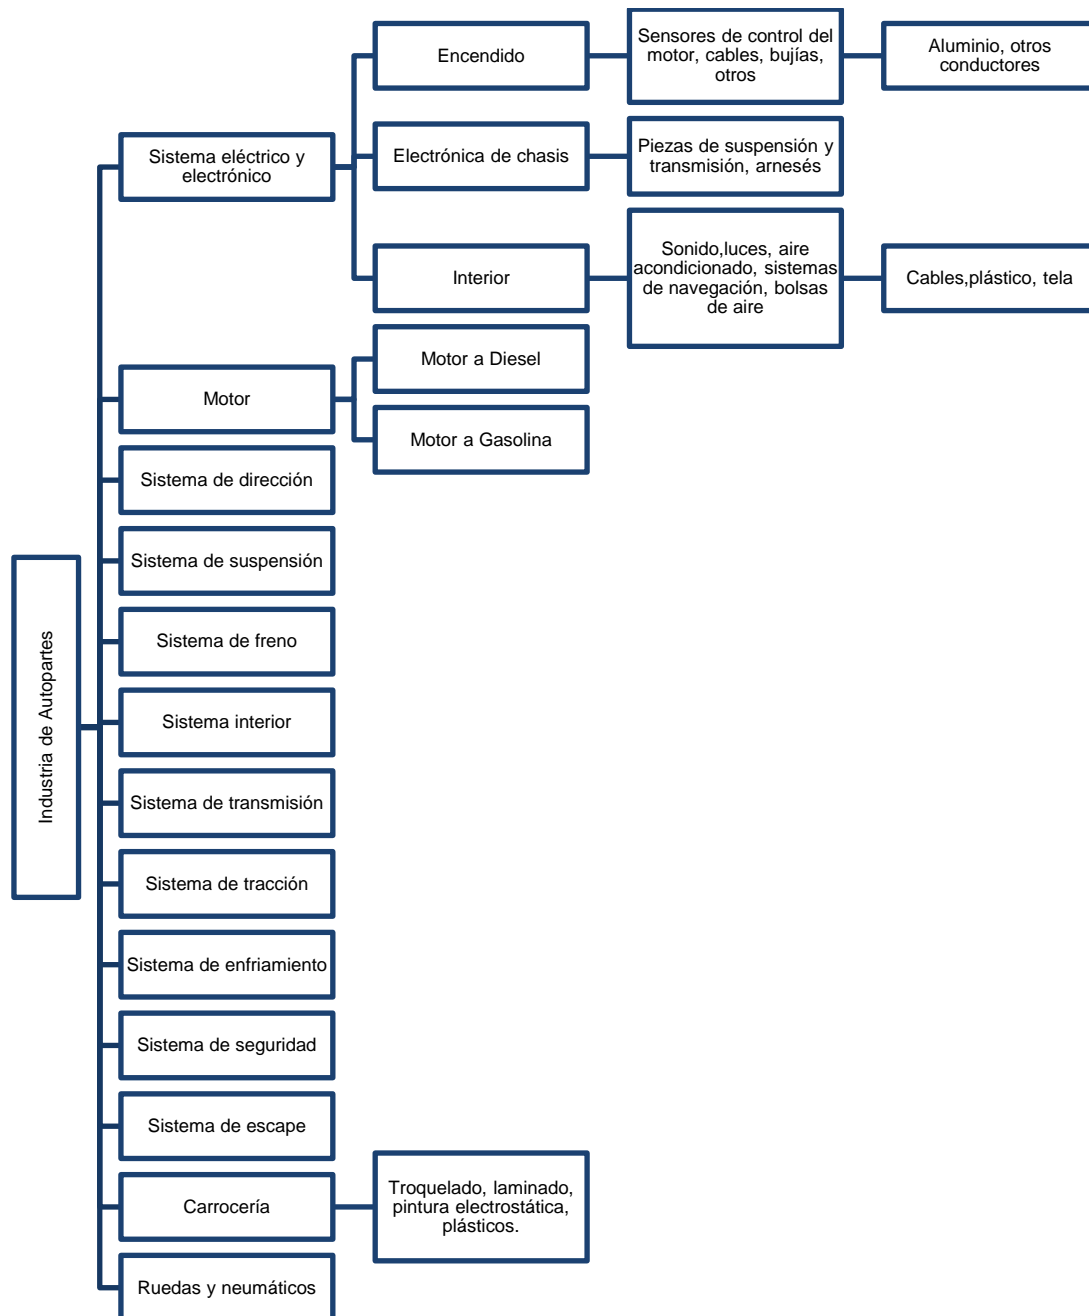 Industria de Autopartes
Sistema eléctrico y
electrónico
Encendido
Sensores de control del
motor, cables, bujías,
otros
Aluminio, otros
conductores
Electrónica de chasis
Piezas de suspensión y
transmisión, arnesés
Interior
Sonido,luces, aire
acondicionado, sistemas
de navegación, bolsas
de aire
Cables,plástico, tela
Motor
Motor a Diesel
Motor a Gasolina
Sistema de dirección
Sistema de suspensión
Sistema de freno
Sistema interior
Sistema de transmisión
Sistema de tracción
Sistema de enfriamiento
Sistema de seguridad
Sistema de escape
Carrocería
Troquelado, laminado,
pintura electrostática,
plásticos.
Ruedas y neumáticos